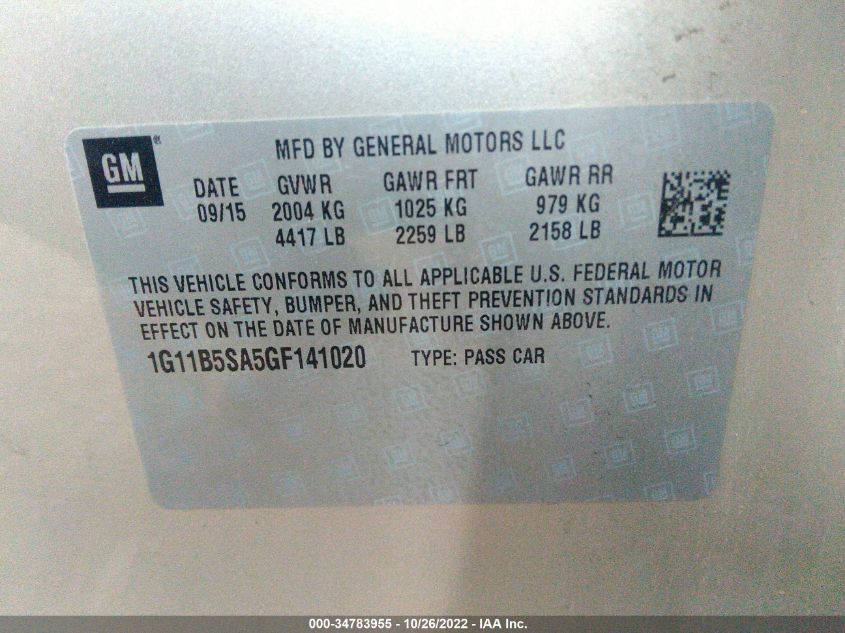 GM®
MFD BY GENERAL MOTORS LLC
DATE GVWR GAWR FRT GAWR RR
09/15 2004 KG 1025 KG 979 KG
4417 LB 2259 LB 2158 LB
THIS VEHICLE CONFORMS TO ALL APPLICABLE U.S. FEDERAL MOTOR
VEHICLE SAFETY, BUMPER, AND THEFT PREVENTION STANDARDS IN
EFFECT ON THE DATE OF MANUFACTURE SHOWN ABOVE.
1G11B5SA5GF141020 TYPE: PASS CAR
000-34783955 - 10/26/2022 - IAA Inc.